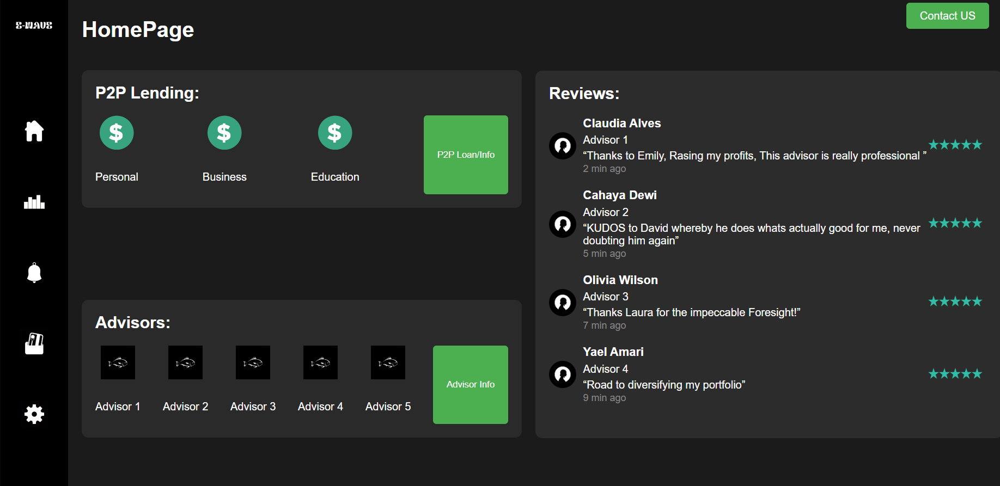 E-WAVE
HomePage
Contact US
P2P Lending:
Personal
Business
Education
P2P Loan/Info
Advisors:
Advisor 1
Advisor 2
Advisor 3
Advisor 4
Advisor 5
Advisor Info
Reviews:
Claudia Alves
Advisor 1
“Thanks to Emily, Rasing my profits, This advisor is really professional ”
2 min ago
Cahaya Dewi
Advisor 2
“KUDOS to David whereby he does whats actually good for me, never
doubting him again”
5 min ago
Olivia Wilson
Advisor 3
“Thanks Laura for the impeccable Foresight!”
7 min ago
Yael Amari
Advisor 4
“Road to diversifying my portfolio”
9 min ago